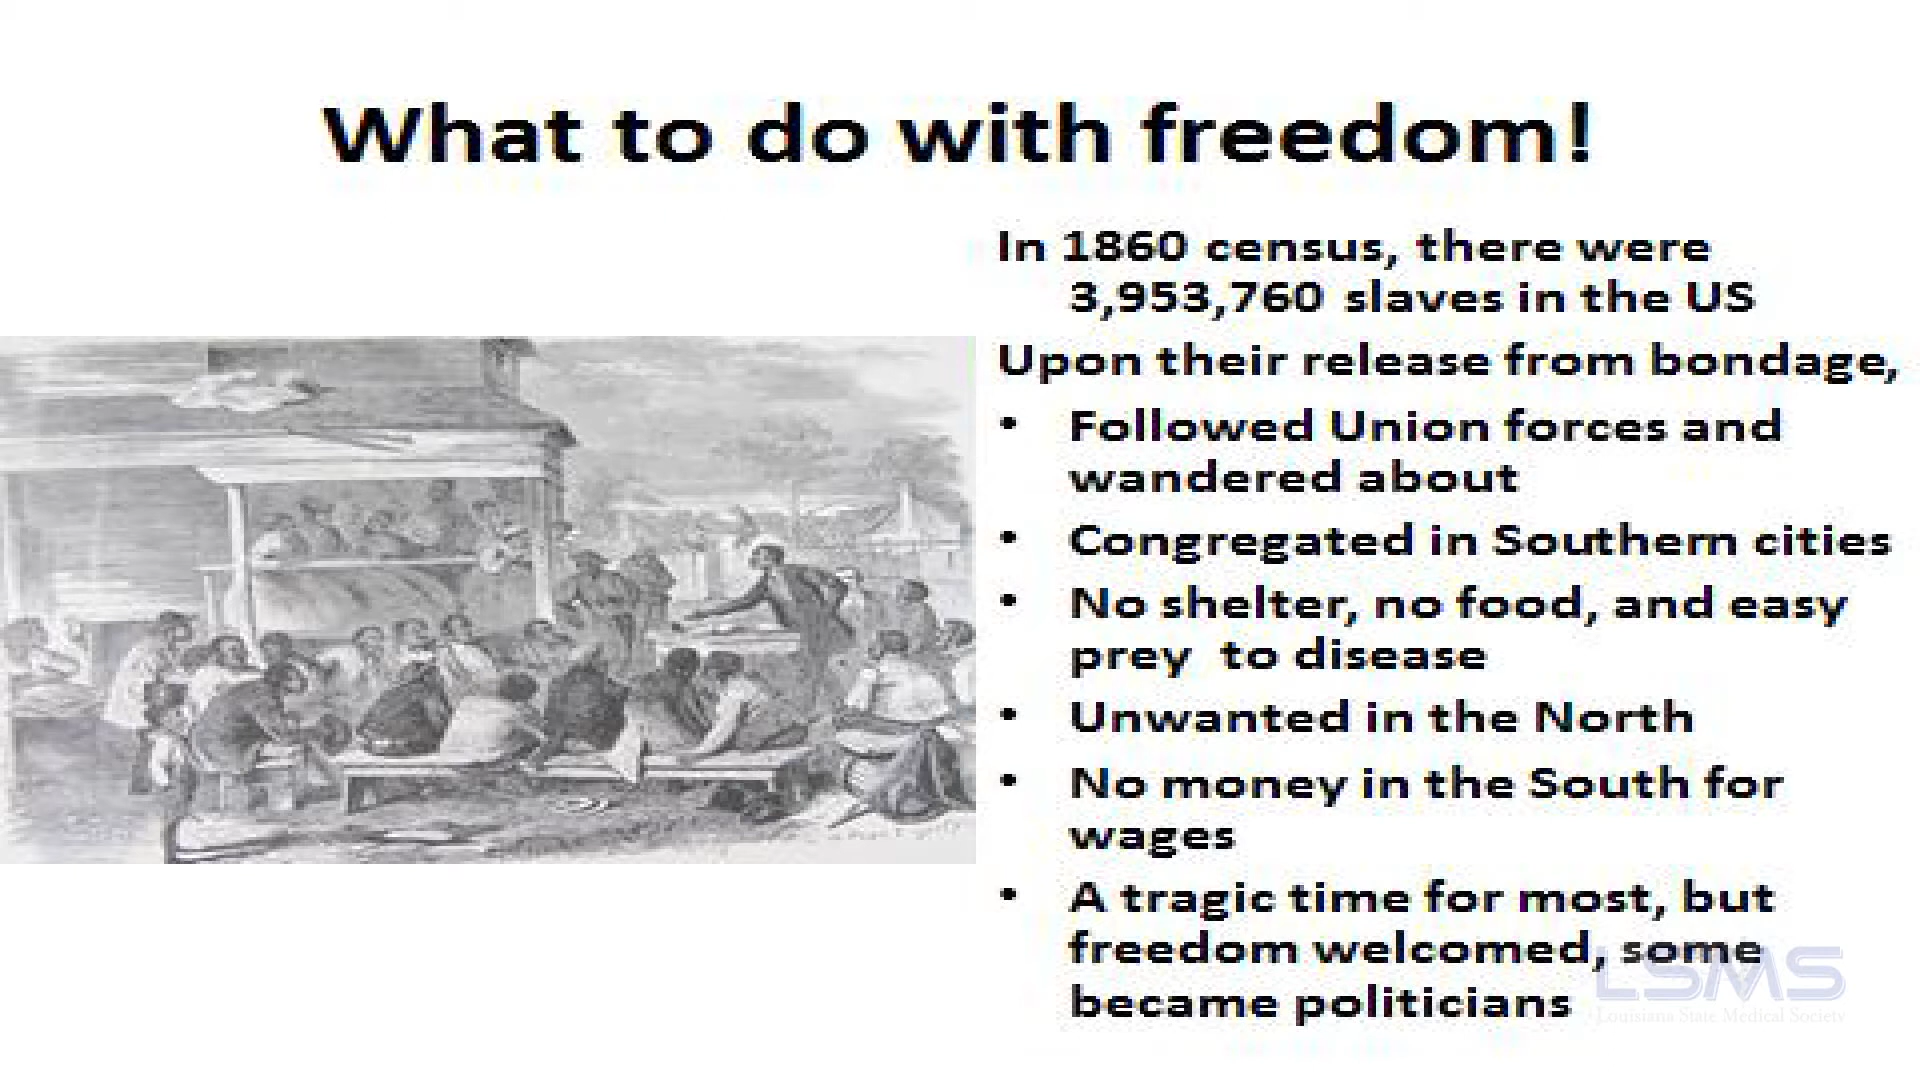 What to do with freedom!
In 1860 census, there were
3,953,760 slaves in the US
Upon their release from bondage,
• Followed Union forces and
wandered about
• Congregated in Southern cities
• No shelter, no food, and easy
prey to disease
• Unwanted in the North
• No money in the South for
wages
• A tragic time for most, but
freedom welcomed, some
became politicians
LSMS
Louisiana State Medical Society